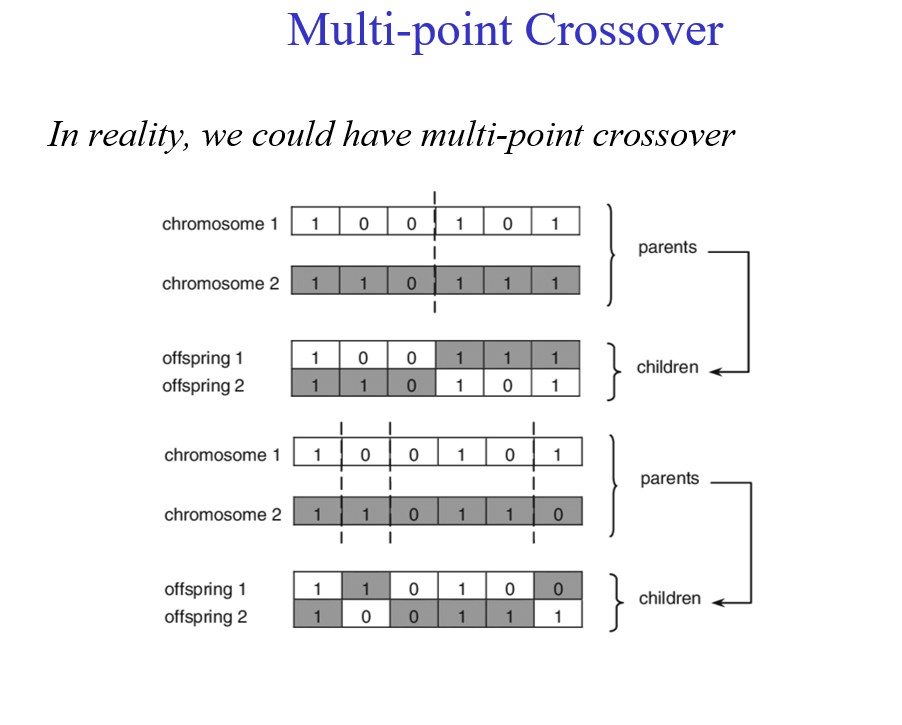 Multi-point Crossover
In reality, we could have multi-point crossover
chromosome 1 1 0 0 1 0 1
parents
chromosome 2 1 1 0 1 1 1
offspring 1 1 0 0 1 1 1
children
offspring 2 1 1 0 1 0 1
chromosome 1 1 0 0 1 0 1
parents
chromosome 2 1 1 0 1 1 0
offspring 1 1 1 0 1 0 0
children
offspring 2 1 0 0 1 1 1